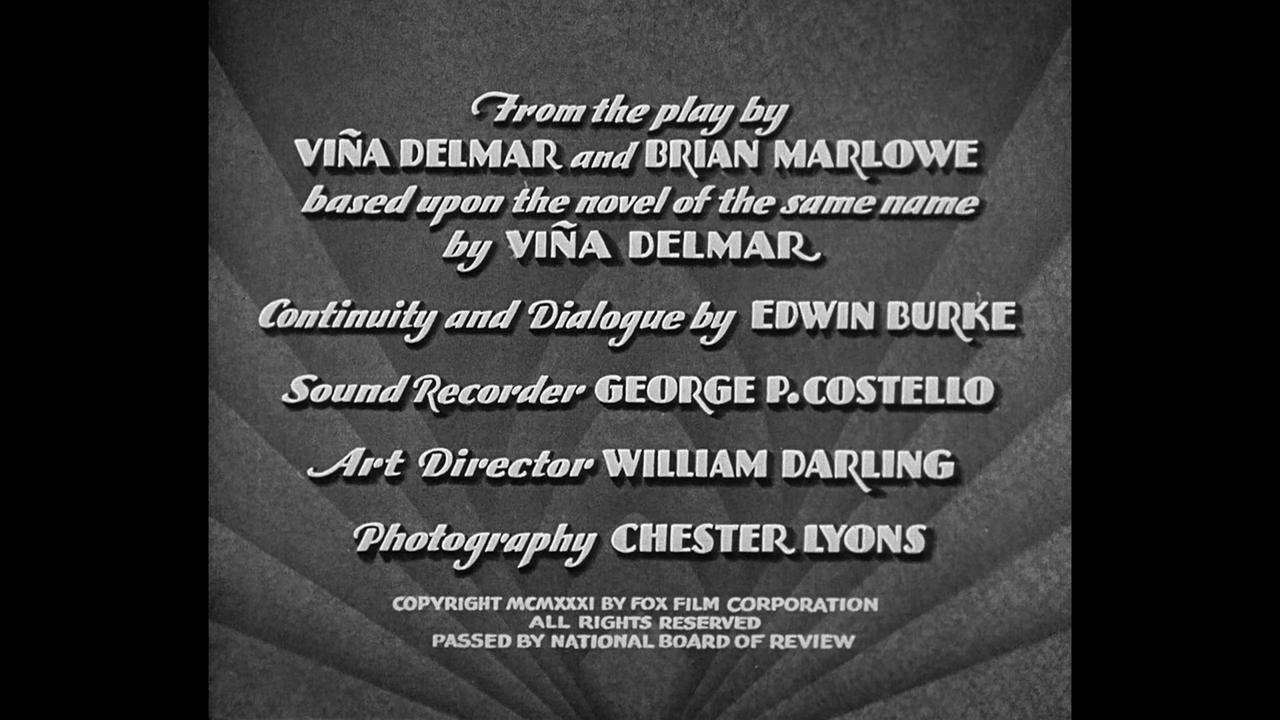 From the play by
VIÑA DELMAR and BRIAN MARLOWE
based upon the novel of the same name
by VIÑA DELMAR
Continuity and Dialogue by EDWIN BURKE
Sound Recorder GEORGE P. COSTELLO
Art Director WILLIAM DARLING
Photography CHESTER LYONS
COPYRIGHT MCMXXXI BY FOX FILM CORPORATION
ALL RIGHTS RESERVED
PASSED BY NATIONAL BOARD OF REVIEW